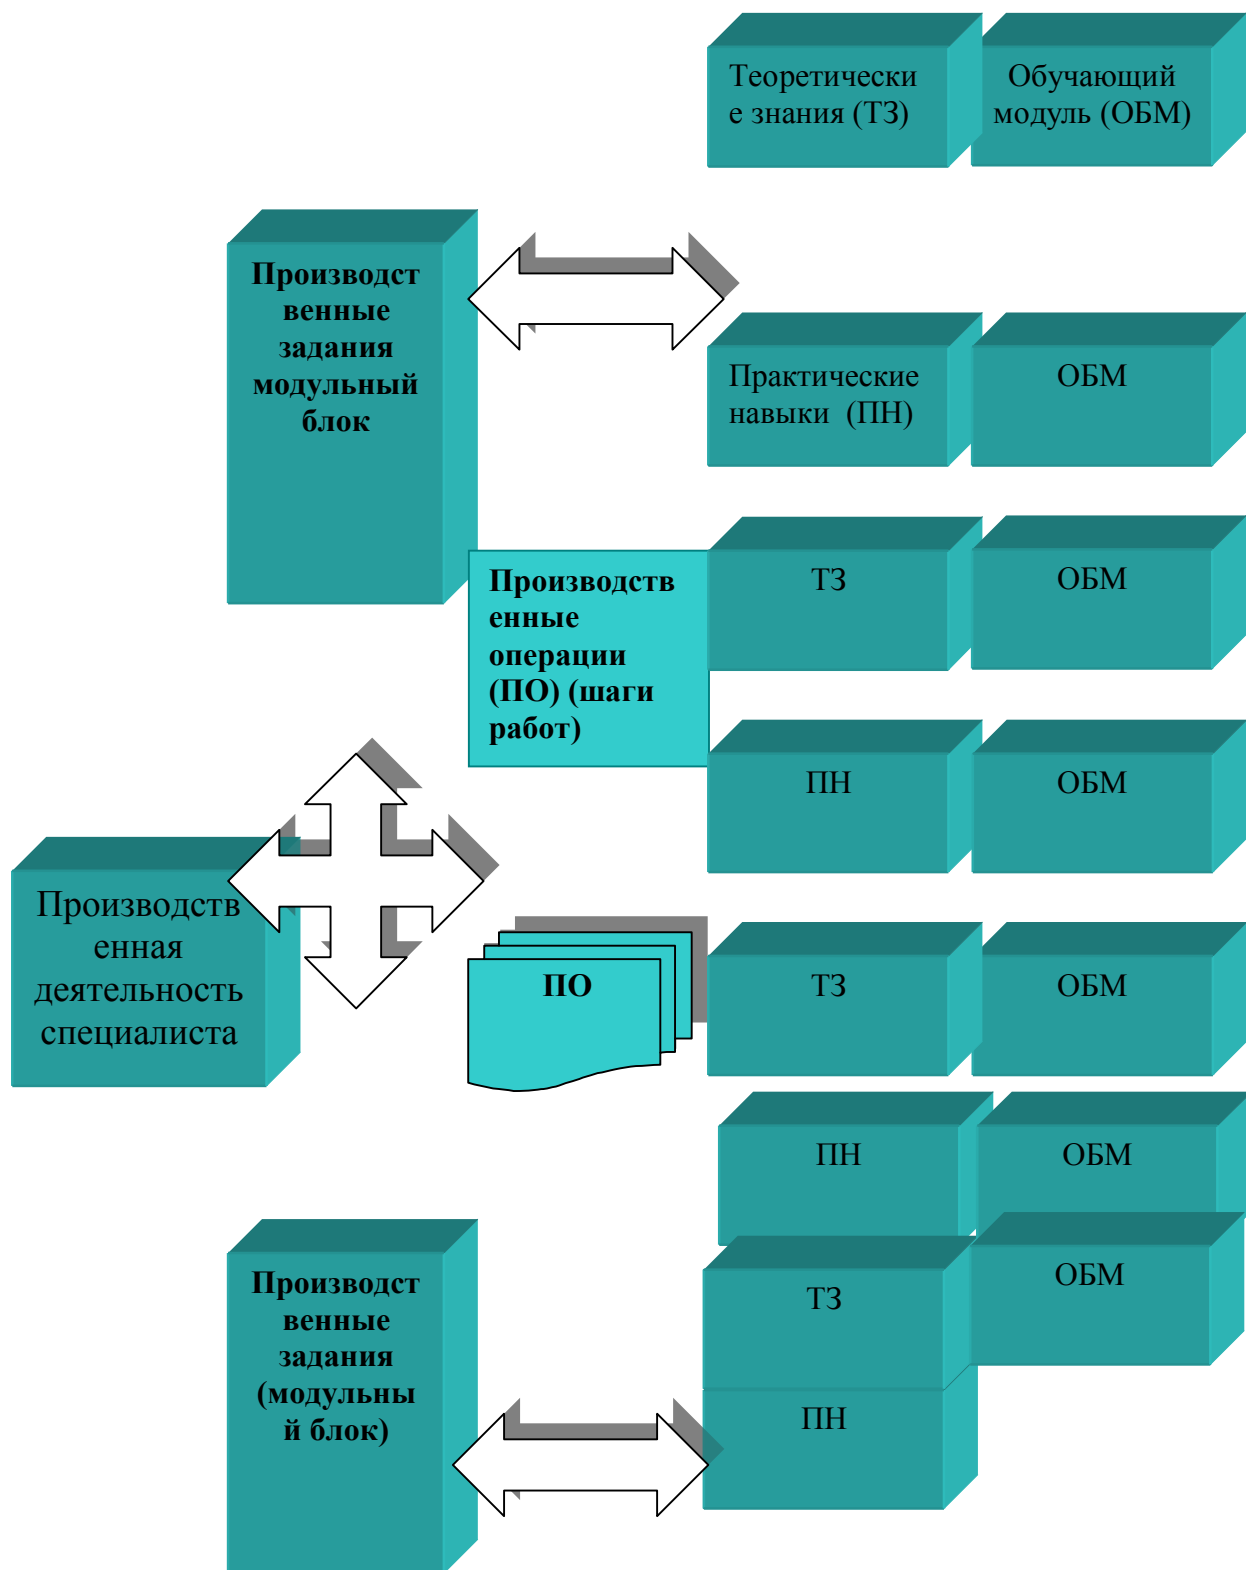 Теоретически
е знания (ТЗ)
Обучающий
модуль (ОБМ)
Производст
венные
задания
модульный
блок
Практические
навыки  (ПН)
ОБМ
Производств
енные
операции
(ПО) (шаги
работ)
ТЗ
ОБМ
ПН
ОБМ
Производств
енная
деятельность
специалиста
ПО
ТЗ
ОБМ
ПН
ОБМ
Производст
венные
задания
(модульны
й блок)
ТЗ
ОБМ
ПН